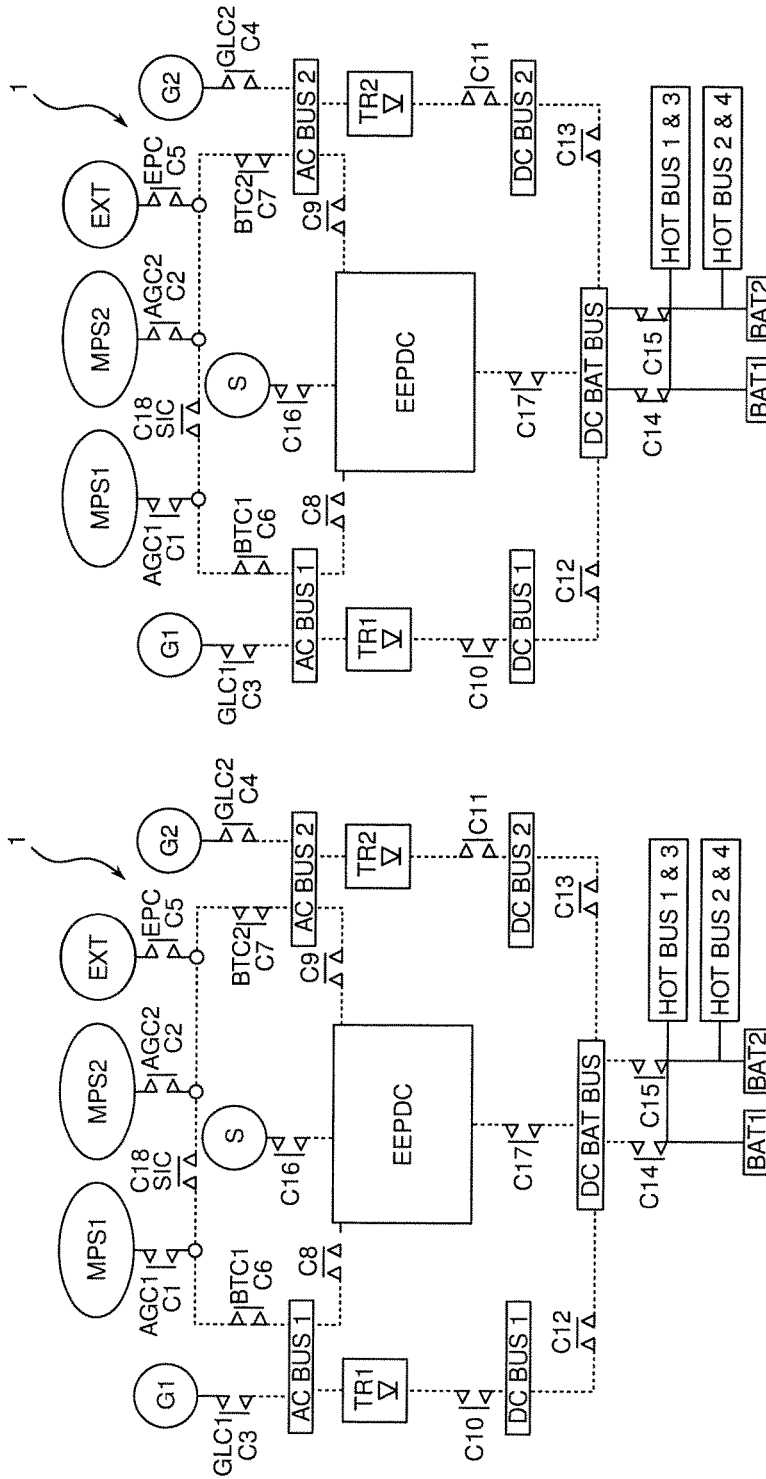 1
G1
MPS1
MPS2
EXT
G2
GLC1
C3
AGC1
C1
C18
SIC
AGC2
C2
EPC
C5
GLC2
C4
BTC1
C6
S
C16
BTC2
C7
AC BUS 1
C8
EEPDC
C9
AC BUS 2
TR1
TR2
C10
C17
C11
DC BUS 1
C12
DC BAT BUS
C13
DC BUS 2
C14
C15
HOT BUS 1 & 3
HOT BUS 2 & 4
BAT1
BAT2
1
G1
MPS1
MPS2
EXT
G2
GLC1
C3
AGC1
C1
C18
SIC
AGC2
C2
EPC
C5
GLC2
C4
BTC1
C6
S
C16
BTC2
C7
AC BUS 1
C8
EEPDC
C9
AC BUS 2
TR1
TR2
C10
C17
C11
DC BUS 1
C12
DC BAT BUS
C13
DC BUS 2
C14
C15
HOT BUS 1 & 3
HOT BUS 2 & 4
BAT1
BAT2